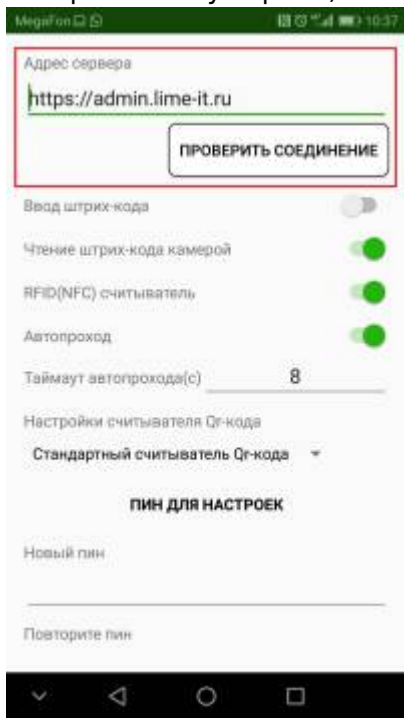 MegaFon 10:37
Адрес сервера
https://admin.lime-it.ru
ПРОВЕРИТЬ СОЕДИНЕНИЕ
Ввод штрих-кода
Чтение штрих-кода камерой
RFID(NFC) считыватель
Автопроход
Таймаут автопрохода(с) 8
Настройки считывателя Qr-кода
Стандартный считыватель Qr-кода
ПИН ДЛЯ НАСТРОЕК
Новый пин
Повторите пин